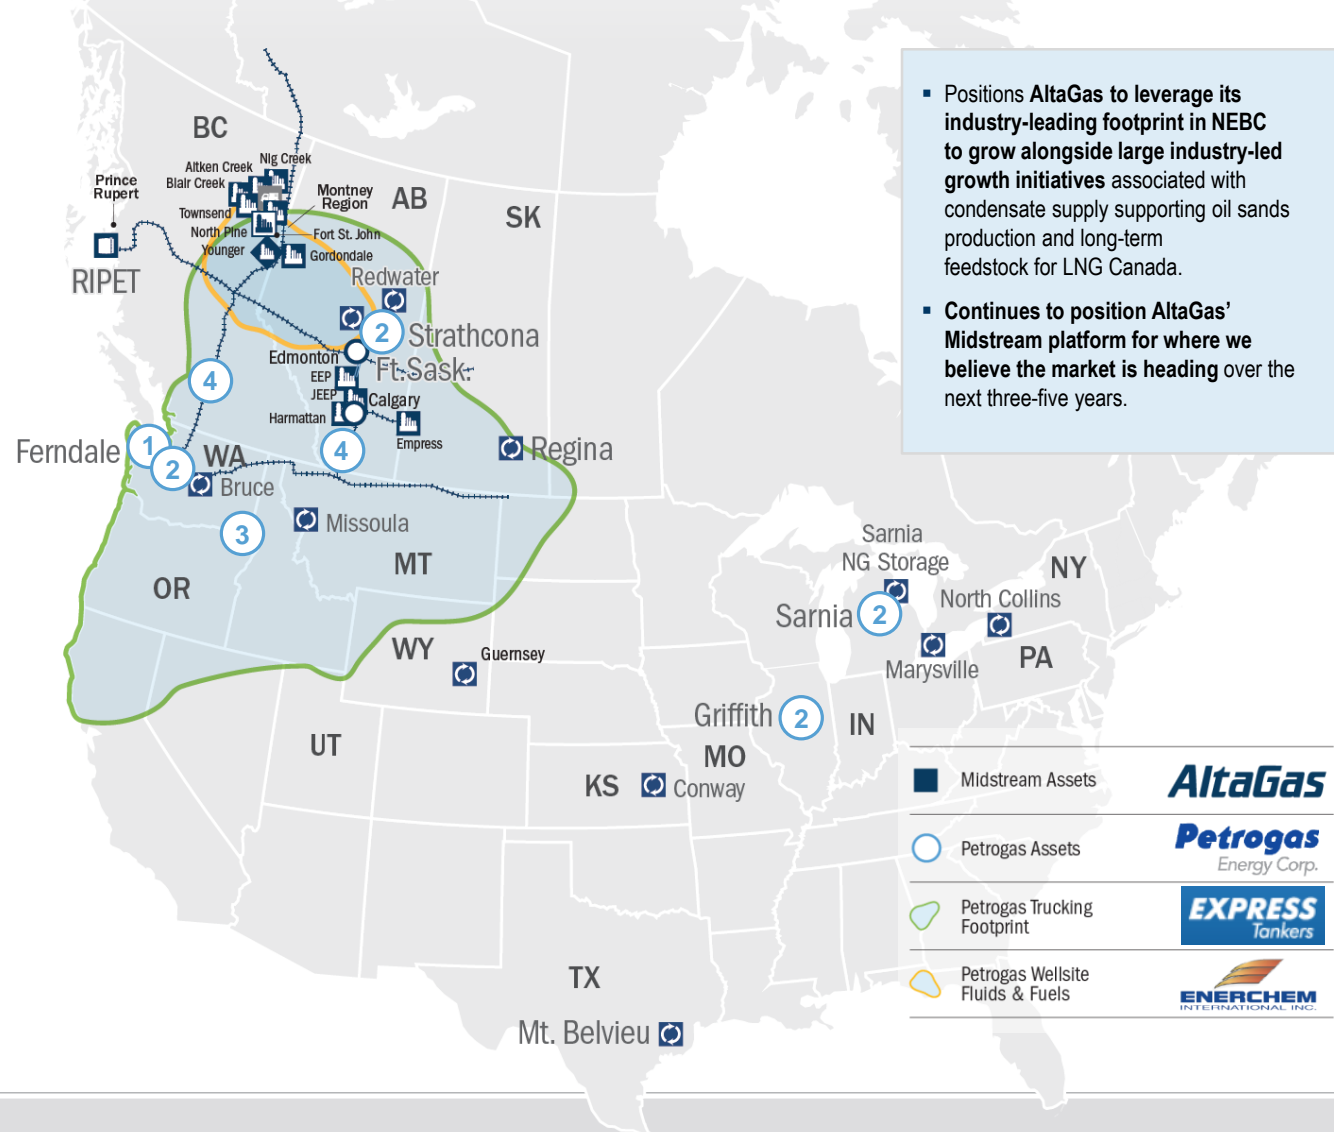 ▪ Positions AltaGas to leverage its
industry-leading footprint in NEBC
to grow alongside large industry-led
growth initiatives associated with
condensate supply supporting oil sands
production and long-term
feedstock for LNG Canada.
▪ Continues to position AltaGas’
Midstream platform for where we
believe the market is heading over the
next three-five years.
BC
Nig Creek
Aitken Creek
Blair Creek
Prince
Rupert
Montney
Region
AB
SK
Townsend
North Pine
Fort St. John
Younger
Gordondale
RIPET
Redwater
2
Strathcona
Edmonton
Ft.Sask.
EEP
4
JEEP
Calgary
Harmattan
Empress
Ferndale
1
2
WA
4
Regina
Bruce
3
Missoula
MT
OR
Sarnia
NG Storage
NY
North Collins
Sarnia
2
WY
Guernsey
PA
Marysville
Griffith
2
IN
UT
MO
KS
Conway
TX
Mt. Belvieu
Midstream Assets
AltaGas
Petrogas Assets
Petrogas
Energy Corp.
Petrogas Trucking
Footprint
EXPRESS
Tankers
Petrogas Wellsite
Fluids & Fuels
ENERCHEM
INTERNATIONAL INC.